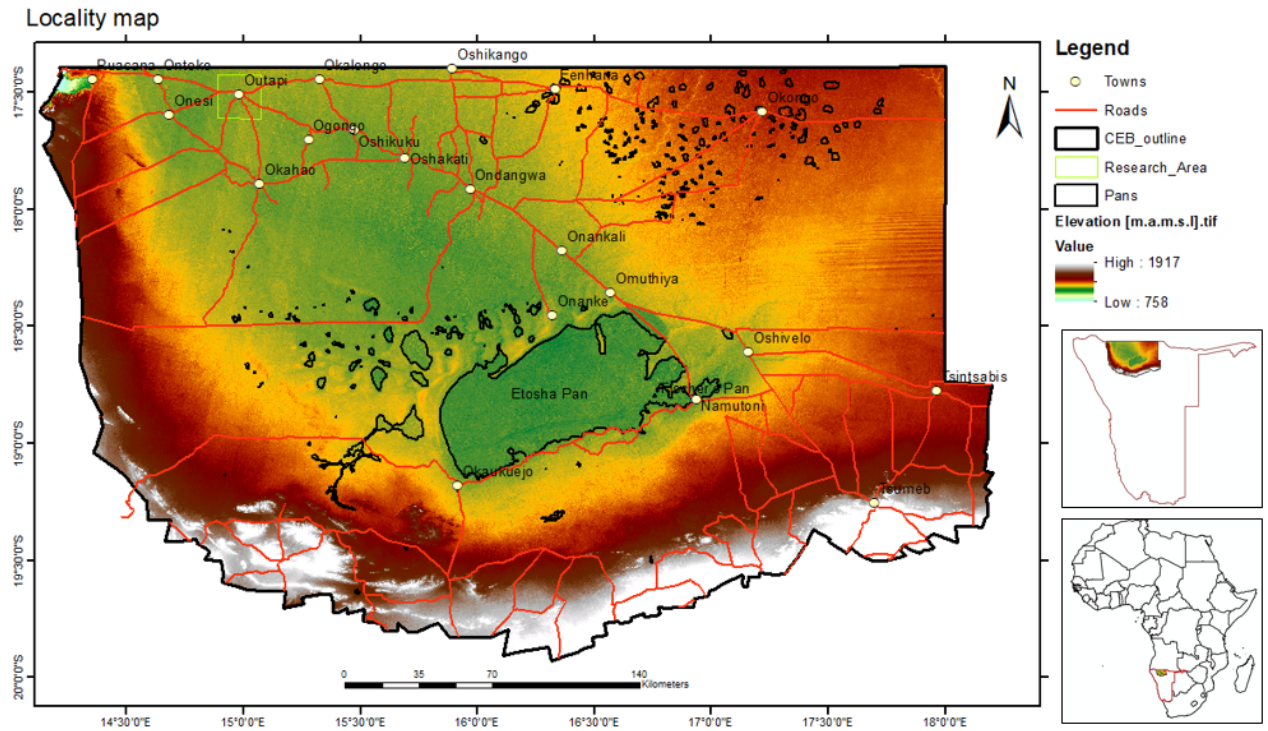 Locality map
Oshikango
Ruacana
Ontoko
Outapi
Okalongo
Eenhana
Onesi
Okongo
Ogongo
Oshikuku
Oshakati
Okahao
Ondangwa
Onankali
Omuthiya
Onanke
Oshivelo
Tsintsabis
Etosha Pan
Fischer's Pan
Namutoni
Okaukuejo
Tsumeb
17°30'0"S
18°0'0"S
18°30'0"S
19°0'0"S
19°30'0"S
20°0'0"S
0 35 70 140
Kilometers
14°30'0"E 15°0'0"E 15°30'0"E 16°0'0"E 16°30'0"E 17°0'0"E 17°30'0"E 18°0'0"E
N
Legend
Towns
Roads
CEB_outline
Research_Area
Pans
Elevation [m.a.m.s.l].tif
Value
High : 1917
Low : 758